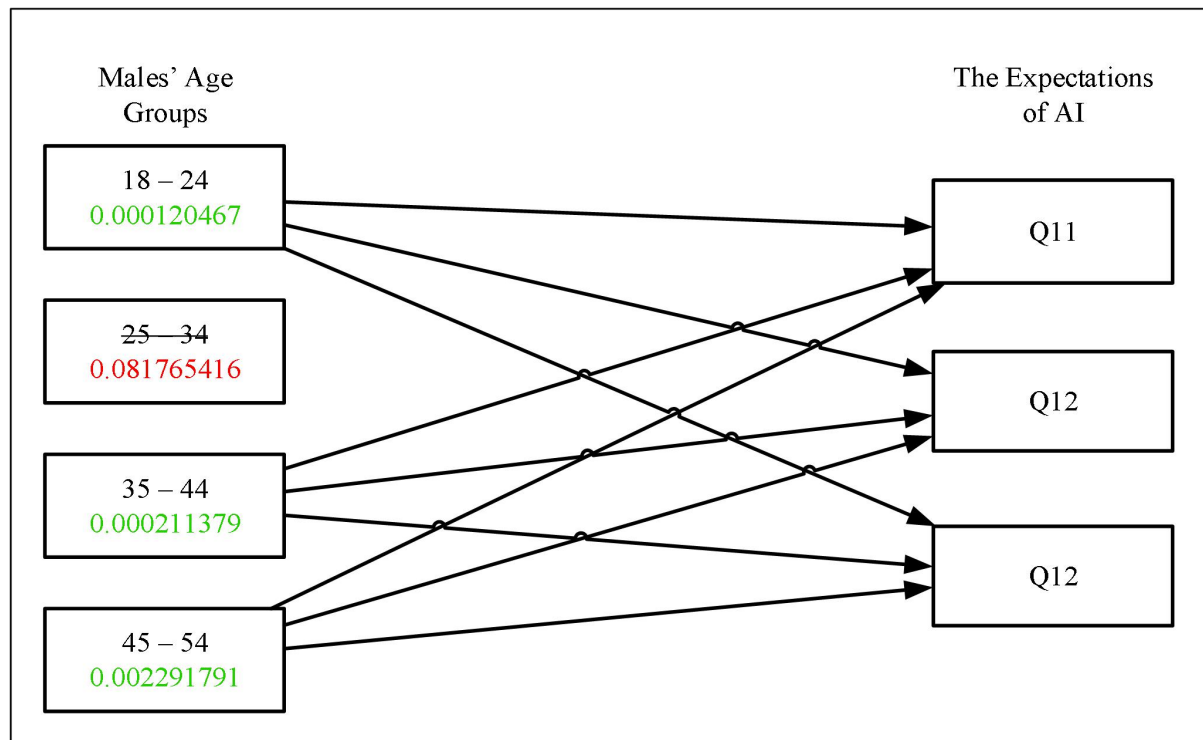 Males’ Age
Groups
18 – 24
0.000120467
25 – 34
0.081765416
35 – 44
0.000211379
45 – 54
0.002291791
The Expectations
of AI
Q11
Q12
Q12